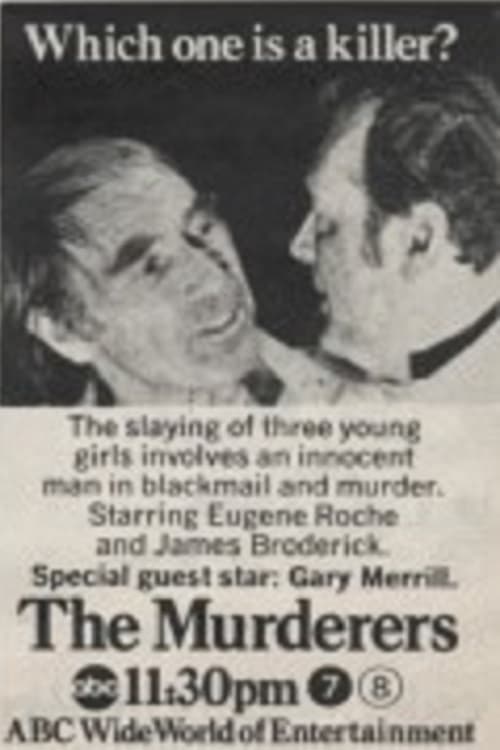 Which one is a killer?
The slaying of three young
girls involves an innocent
man in blackmail and murder.
Starring Eugene Roche
and James Broderick.
Special guest star: Gary Merrill.
The Murderers
abc 11:30pm 7 8
ABC Wide World of Entertainment